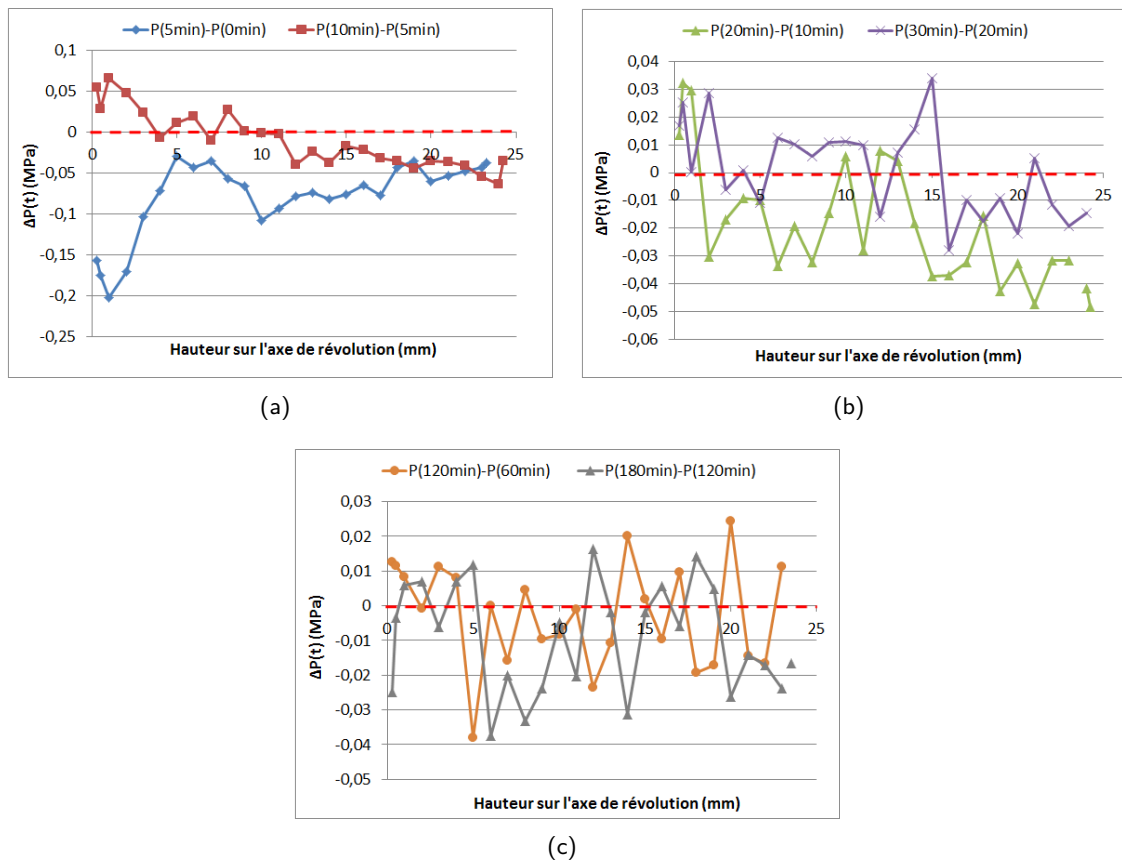 P(5min)-P(0min) P(10min)-P(5min)
0,1
0,05
0
-0,05
-0,1
-0,15
-0,2
-0,25
0 5 10 15 20 25
ΔP(t) (MPa)
Hauteur sur l'axe de révolution (mm)
(a)
P(20min)-P(10min) P(30min)-P(20min)
0,04
0,03
0,02
0,01
0
-0,01
-0,02
-0,03
-0,04
-0,05
-0,06
0 5 10 15 20 25
ΔP(t) (MPa)
Hauteur sur l'axe de révolution (mm)
(b)
P(120min)-P(60min) P(180min)-P(120min)
0,03
0,02
0,01
0
-0,01
-0,02
-0,03
-0,04
-0,05
0 5 10 15 20 25
ΔP(t) (MPa)
Hauteur sur l'axe de révolution (mm)
(c)